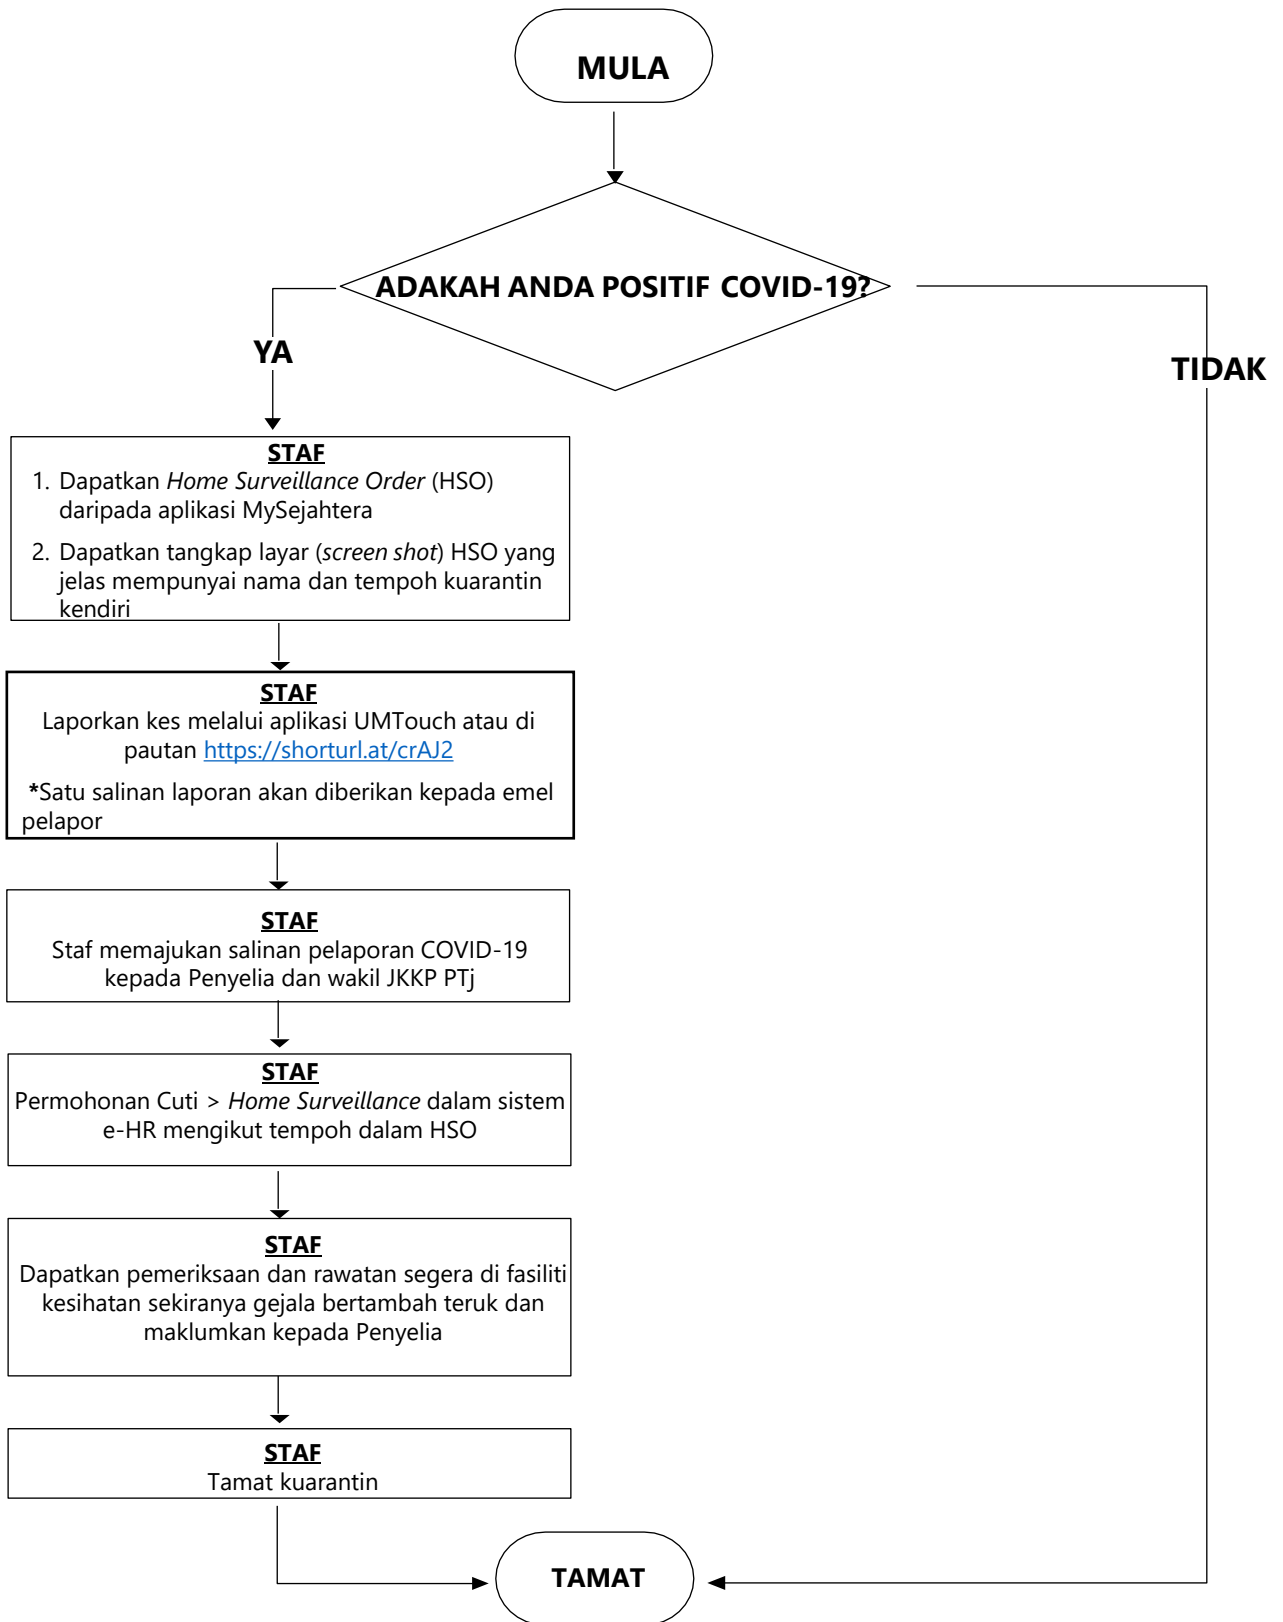 MULA
ADAKAH ANDA POSITIF COVID-19?
YA
TIDAK
STAF
1. Dapatkan Home Surveillance Order (HSO)
daripada aplikasi MySejahtera
2. Dapatkan tangkap layar (screen shot) HSO yang
jelas mempunyai nama dan tempoh kuarantin
kendiri
STAF
Laporkan kes melalui aplikasi UMTouch atau di
pautan https://shorturl.at/crAJ2
*Satu salinan laporan akan diberikan kepada emel
pelapor
STAF
Staf memajukan salinan pelaporan COVID-19
kepada Penyelia dan wakil JKKP PTj
STAF
Permohonan Cuti > Home Surveillance dalam sistem
e-HR mengikut tempoh dalam HSO
STAF
Dapatkan pemeriksaan dan rawatan segera di fasiliti
kesihatan sekiranya gejala bertambah teruk dan
maklumkan kepada Penyelia
STAF
Tamat kuarantin
TAMAT